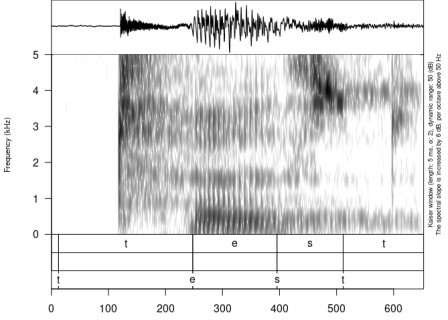 5
4
3
2
1
0
Frequency (kHz)
Kaiser window (length: 5 ms, α: 2), dynamic range: 50 (dB)
The spectral slope is increased by 6 dB, per octave above 50 Hz
t e s t
t e s t
0 100 200 300 400 500 600